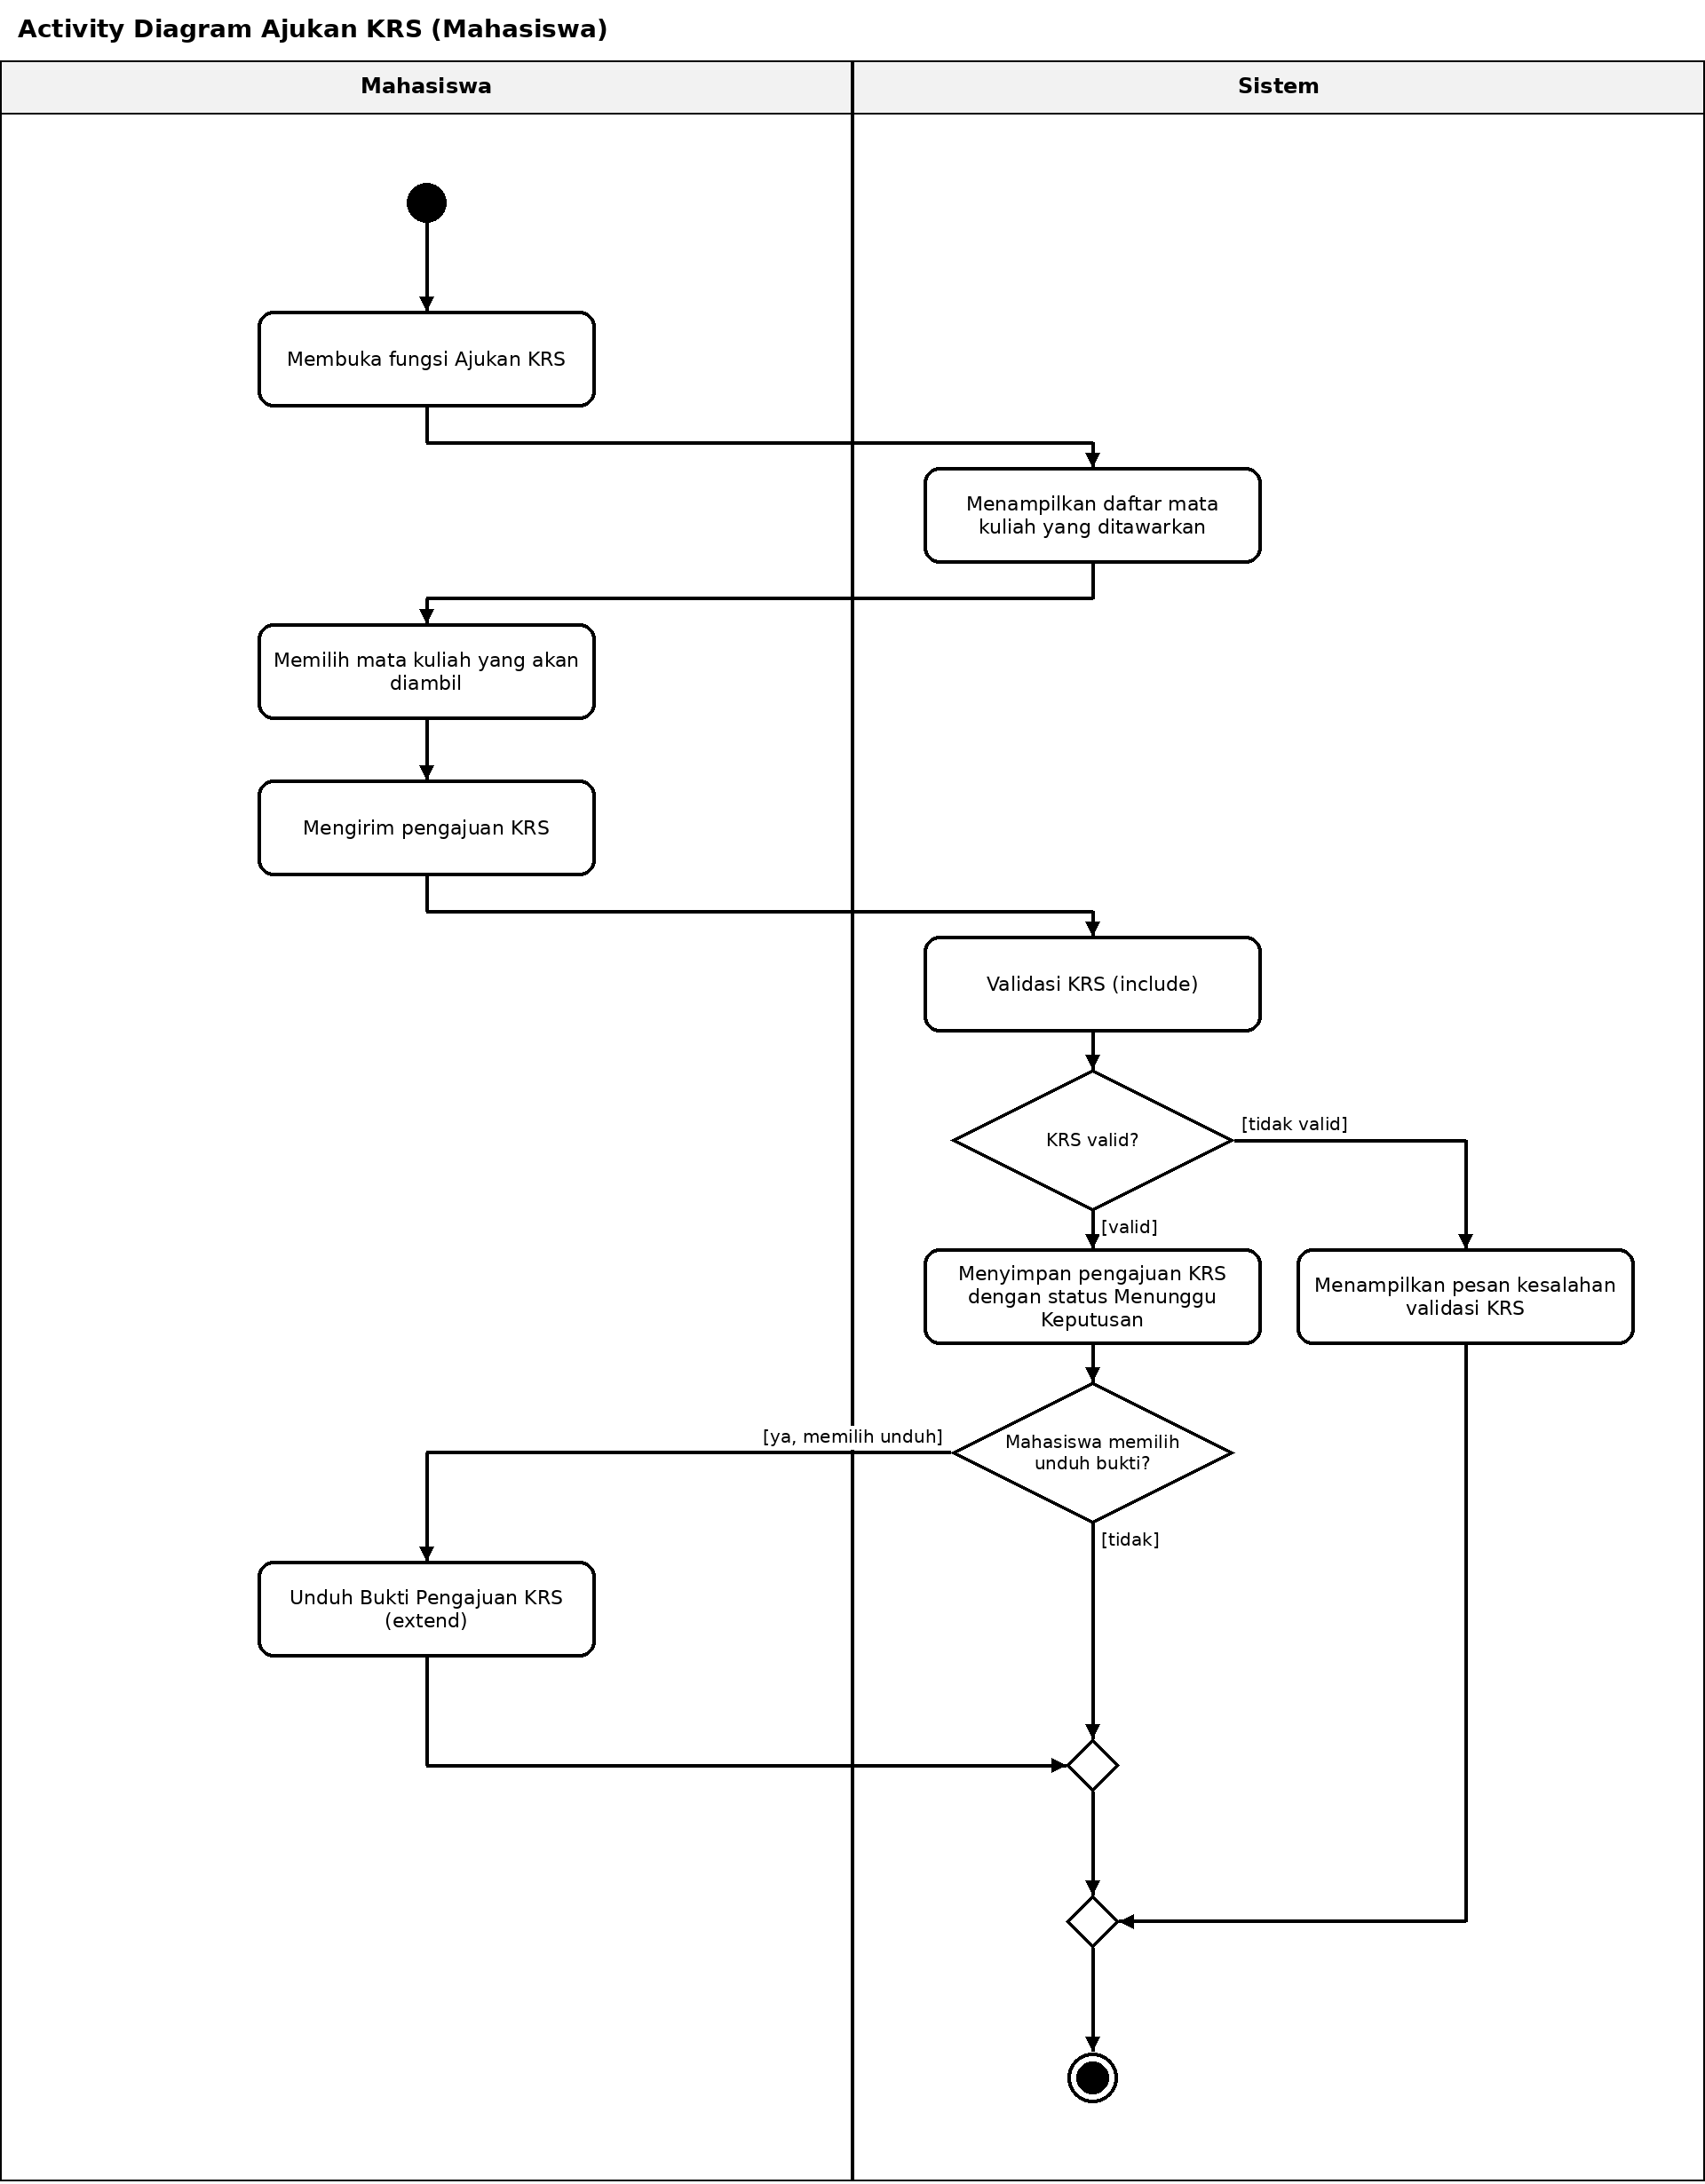 Activity Diagram Ajukan KRS (Mahasiswa)
Mahasiswa
Sistem
Membuka fungsi Ajukan KRS
Menampilkan daftar mata
kuliah yang ditawarkan
Memilih mata kuliah yang akan
diambil
Mengirim pengajuan KRS
Validasi KRS (include)
KRS valid?
[tidak valid]
[valid]
Menyimpan pengajuan KRS
dengan status Menunggu
Keputusan
Menampilkan pesan kesalahan
validasi KRS
[ya, memilih unduh]
Mahasiswa memilih
unduh bukti?
[tidak]
Unduh Bukti Pengajuan KRS
(extend)